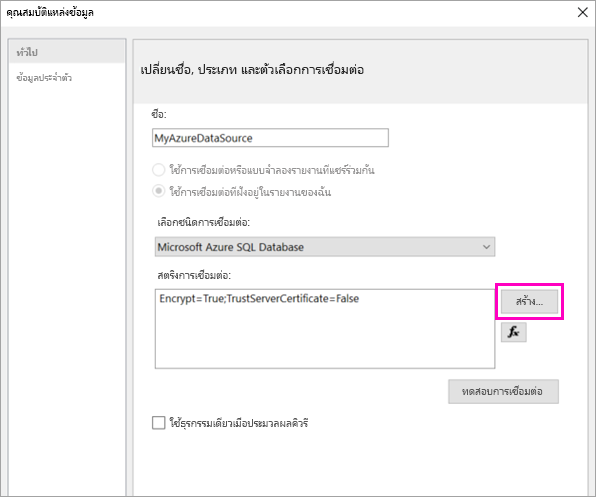 คุณสมบัติแหล่งข้อมูล
ทั่วไป
ข้อมูลประจำตัว
เปลี่ยนชื่อ, ประเภท และตัวเลือกการเชื่อมต่อ
ชื่อ:
MyAzureDataSource
ใช้การเชื่อมต่อหรือแบบจำลองรายงานที่แชร์ร่วมกัน
ใช้การเชื่อมต่อที่ฝังอยู่ในรายงานของฉัน
เลือกชนิดการเชื่อมต่อ:
Microsoft Azure SQL Database
สตริงการเชื่อมต่อ:
Encrypt=True;TrustServerCertificate=False
สร้าง...
fx
ทดสอบการเชื่อมต่อ
ใช้ธุรกรรมเดียวเมื่อประมวลผลคิวรี